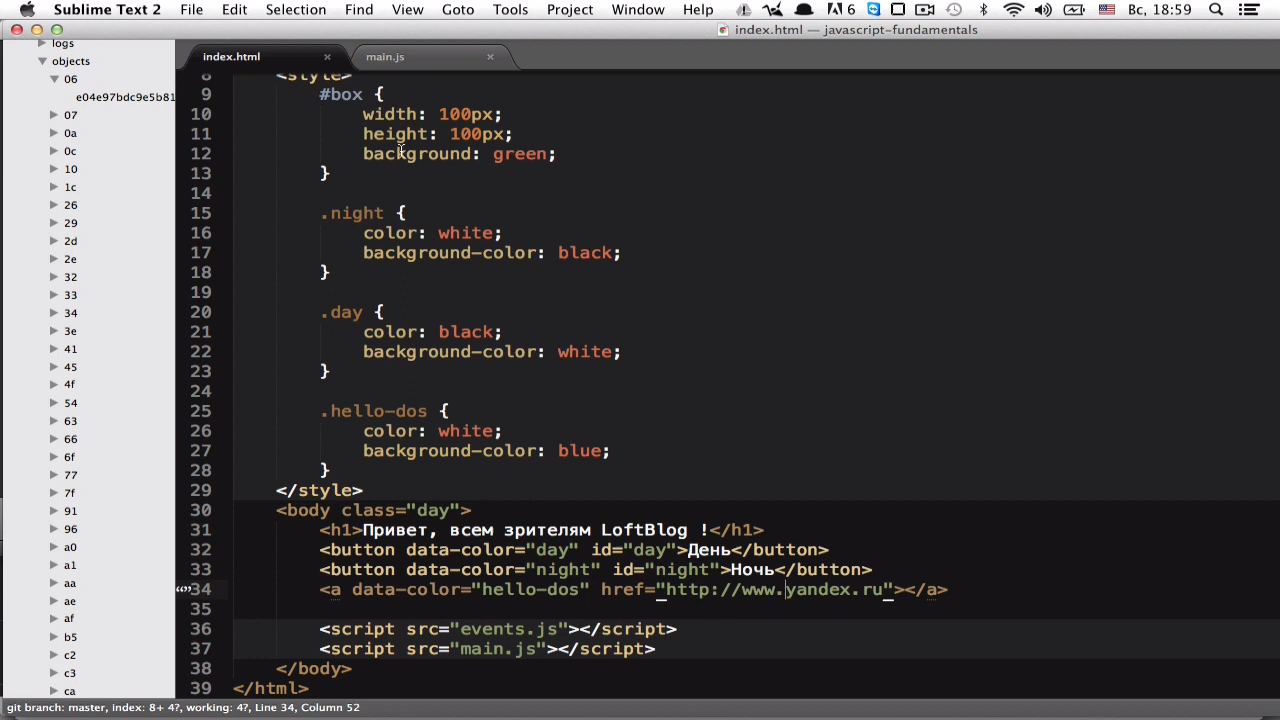 Sublime Text 2 File Edit Selection Find View Goto Tools Project Window Help 6 Вс, 18:59
index.html — javascript-fundamentals
logs
objects
06
e04e97bdc9e5b81
07
0a
0c
10
1c
26
29
2d
2e
32
33
34
3e
41
45
4f
54
63
66
6f
77
7f
91
96
a0
a1
aa
ae
af
b5
c2
c3
ca
index.html × main.js ×
8 <style>
9 #box {
10 width: 100px;
11 height: 100px;
12 background: green;
13 }
14
15 .night {
16 color: white;
17 background-color: black;
18 }
19
20 .day {
21 color: black;
22 background-color: white;
23 }
24
25 .hello-dos {
26 color: white;
27 background-color: blue;
28 }
29 </style>
30 <body class="day">
31 <h1>Привет, всем зрителям LoftBlog !</h1>
32 <button data-color="day" id="day">День</button>
33 <button data-color="night" id="night">Ночь</button>
34 <a data-color="hello-dos" href="http://www.yandex.ru"></a>
35
36 <script src="events.js"></script>
37 <script src="main.js"></script>
38 </body>
39 </html>
git branch: master, index: 8+ 4?, working: 4?, Line 34, Column 52